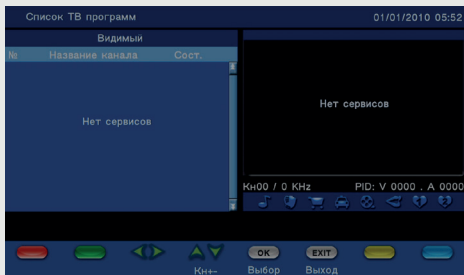 Список ТВ программ 01/01/2010 05:52
Видимый
№ Название канала Сост.
Нет сервисов
Нет сервисов
Кн00 / 0 KHz PID: V 0000 . A 0000
OK EXIT
Кн+- Выбор Выход